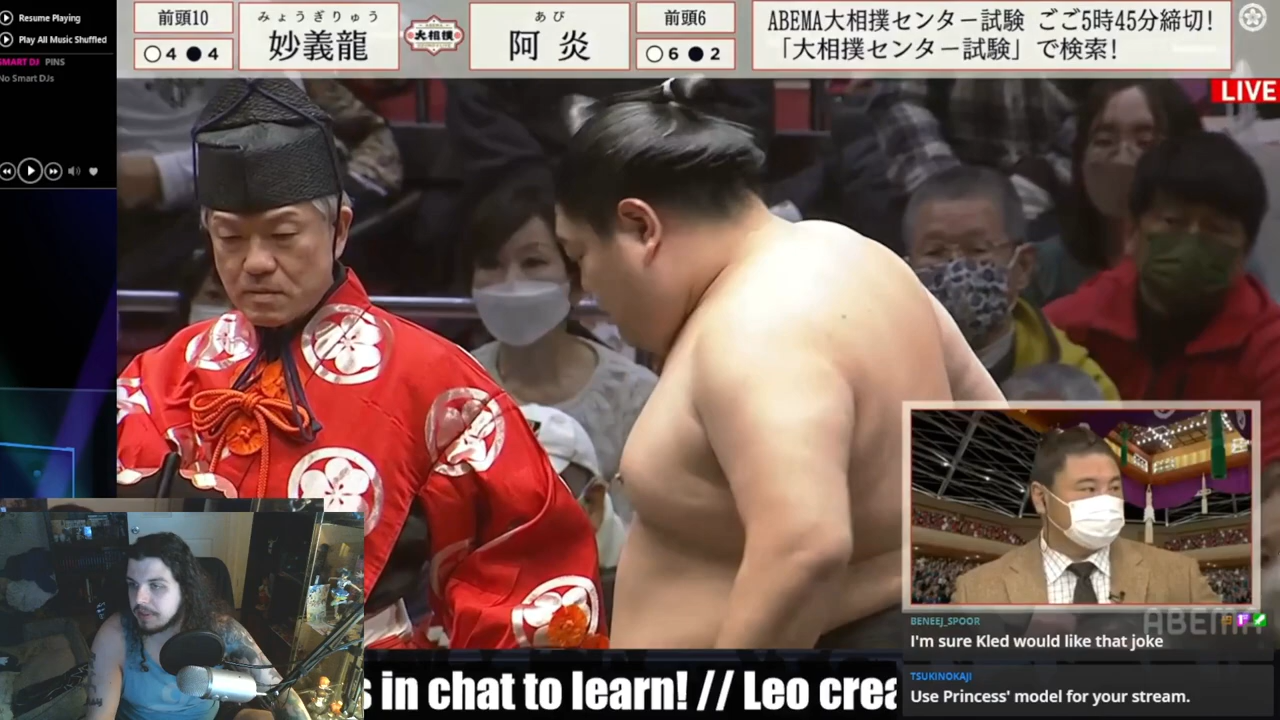 Resume Playing
Play All Music Shuffled
SMART DJ PINS
No Smart DJs
前頭10
○4 ●4
みょうぎりゅう
妙義龍
大相撲
あび
阿炎
前頭6
○6 ●2
ABEMA大相撲センター試験 ごご5時45分締切!
「大相撲センター試験」で検索!
LIVE
ABEMA
BENEEJ_SPOOR
I'm sure Kled would like that joke
TSUKINOKAJI
Use Princess' model for your stream.
s in chat to learn! // Leo crea